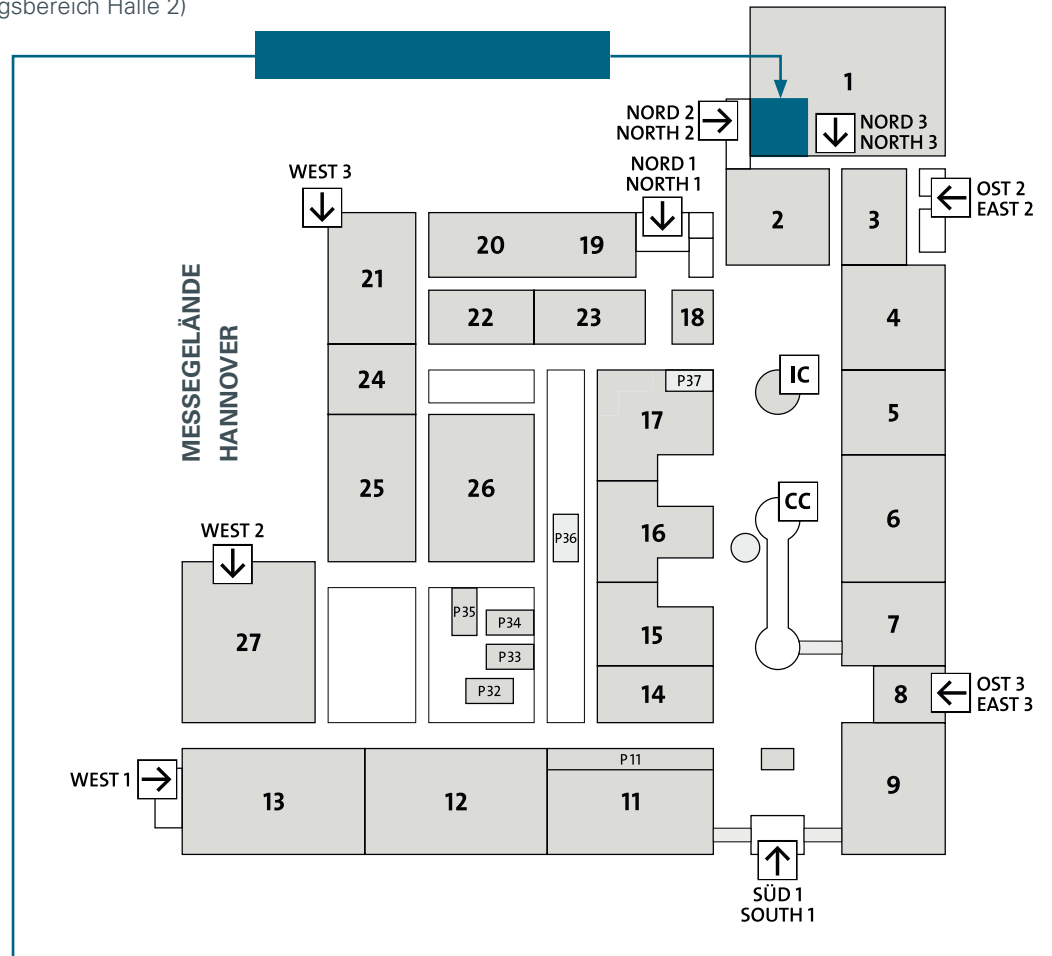 gsbereich Halle 2)
1
NORD 2
NORTH 2
NORD 3
NORTH 3
NORD 1
NORTH 1
WEST 3
OST 2
EAST 2
2
3
20
19
21
MESSEGELÄNDE
HANNOVER
22
23
18
4
24
P37
IC
17
5
25
26
CC
16
6
P36
WEST 2
27
P35
P34
P33
P32
15
7
14
8
OST 3
EAST 3
WEST 1
13
12
P11
11
9
SÜD 1
SOUTH 1